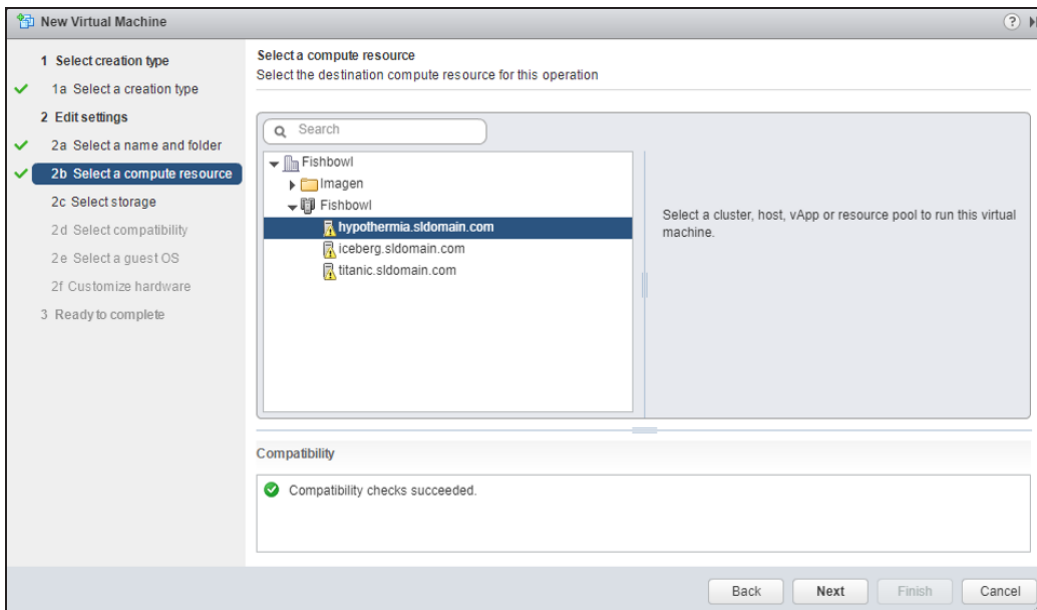 New Virtual Machine
1 Select creation type
1a Select a creation type
2 Edit settings
2a Select a name and folder
2b Select a compute resource
2c Select storage
2d Select compatibility
2e Select a guest OS
2f Customize hardware
3 Ready to complete
Select a compute resource
Select the destination compute resource for this operation
Search
Fishbowl
Imagen
Fishbowl
hypothermia.sldomain.com
iceberg.sldomain.com
titanic.sldomain.com
Select a cluster, host, vApp or resource pool to run this virtual
machine.
Compatibility
Compatibility checks succeeded.
Back
Next
Finish
Cancel